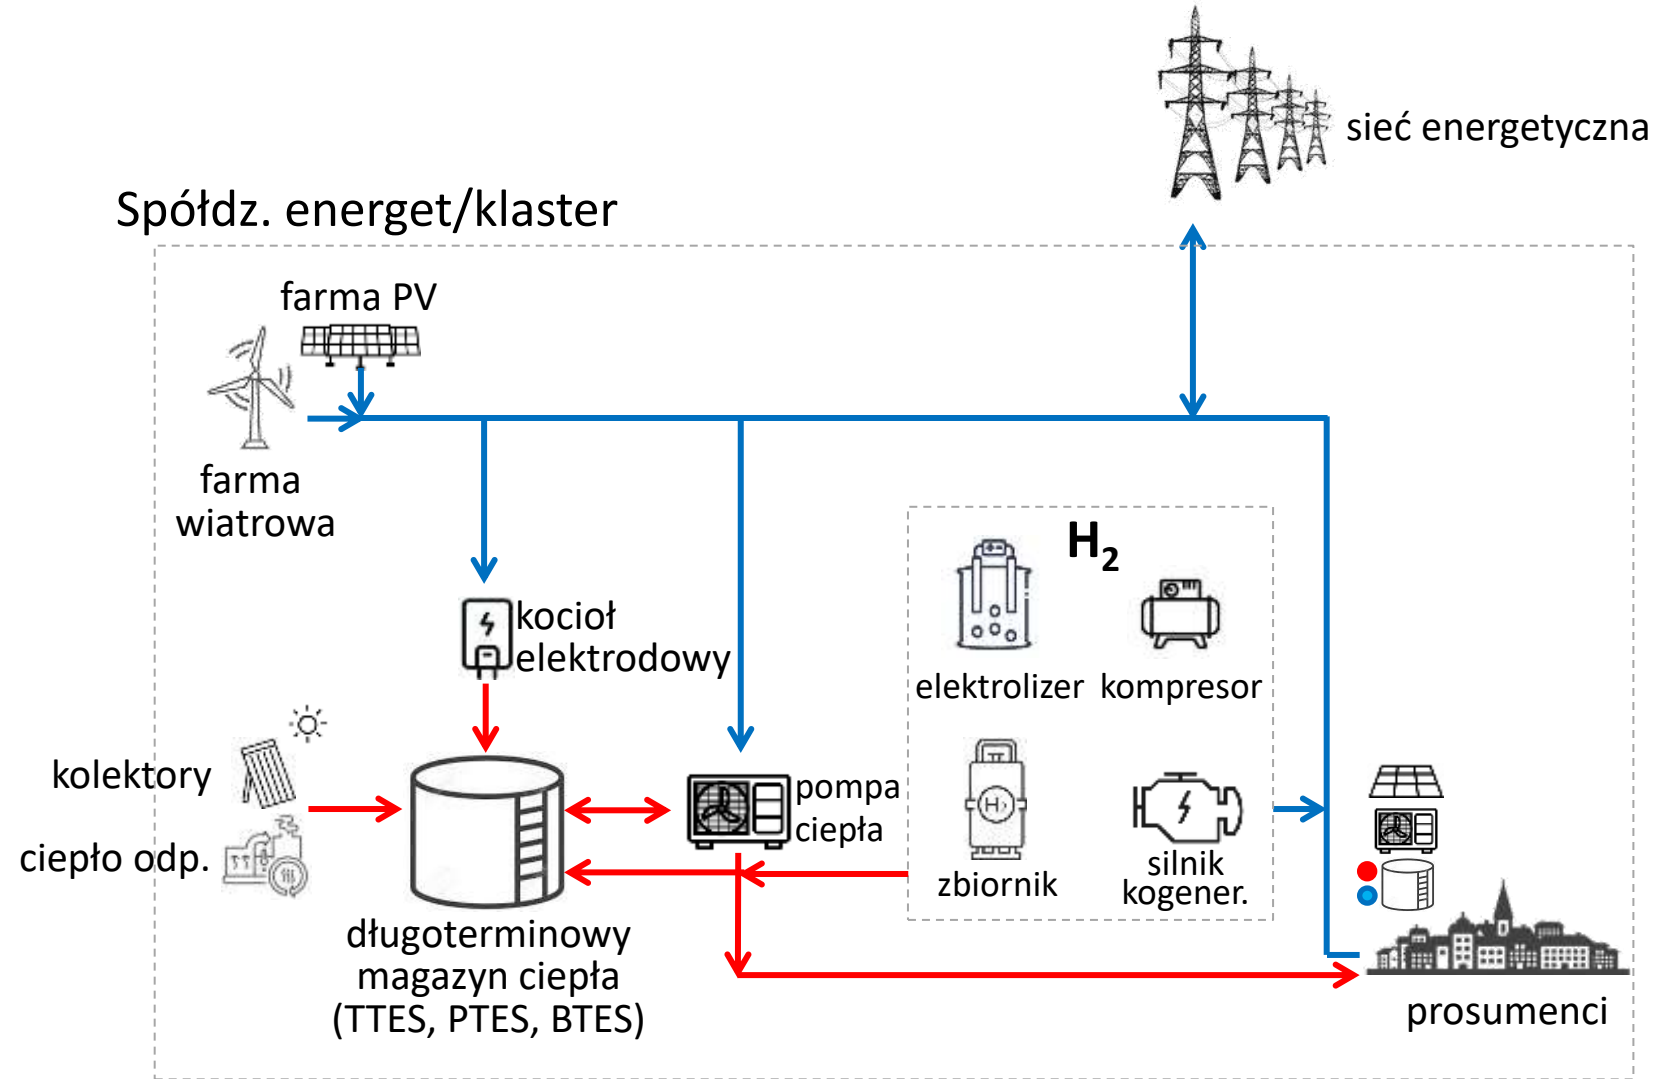 sieć energetyczna
Spółdz. energet/klaster
farma PV
farma
wiatrowa
H₂
kocioł
elektrodowy
elektrolizer
kompresor
kolektory
pompa
ciepła
H₂
ciepło odp.
zbiornik
silnik
kogener.
długoterminowy
magazyn ciepła
(TTES, PTES, BTES)
prosumenci